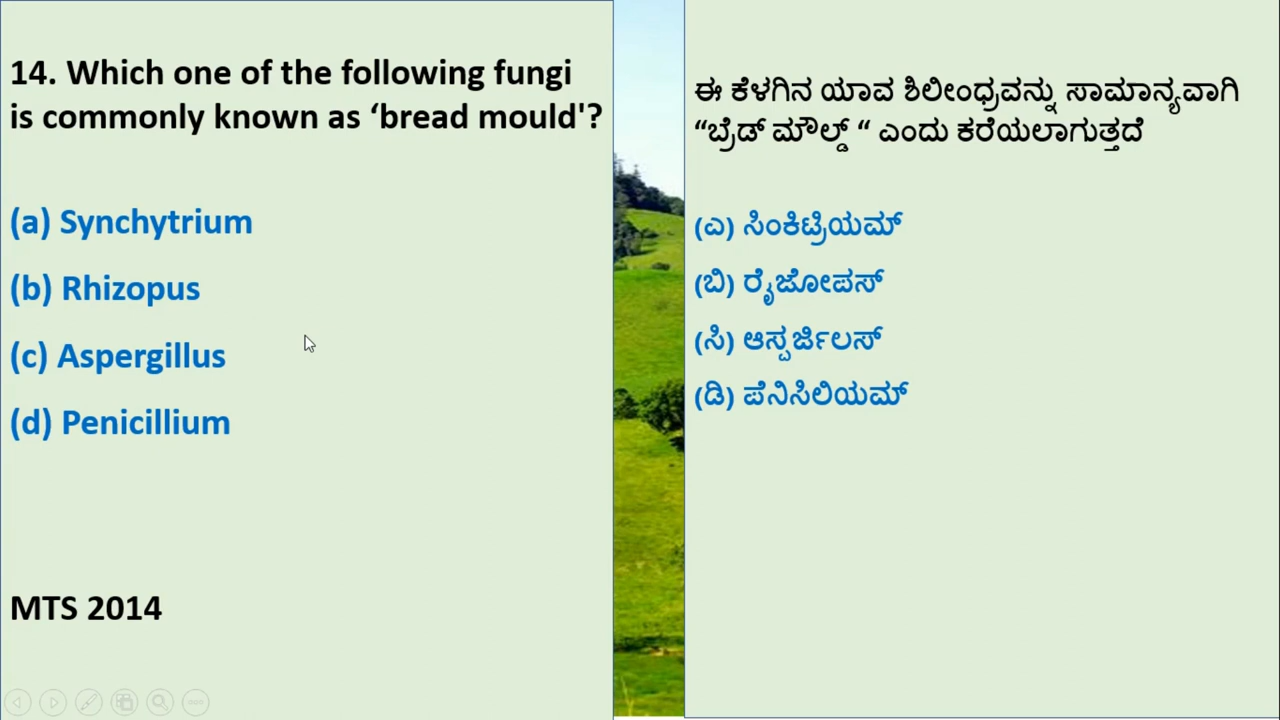 14. Which one of the following fungi
is commonly known as ‘bread mould'?
(a) Synchytrium
(b) Rhizopus
(c) Aspergillus
(d) Penicillium
MTS 2014
ಈ ಕೆಳಗಿನ ಯಾವ ಶಿಲೀಂಧ್ರವನ್ನು ಸಾಮಾನ್ಯವಾಗಿ
“ಬ್ರೆಡ್ ಮೌಲ್ಡ್ “ ಎಂದು ಕರೆಯಲಾಗುತ್ತದೆ
(ಎ) ಸಿಂಕಿಟ್ರಿಯಮ್
(ಬಿ) ರೈಜೋಪಸ್
(ಸಿ) ಆಸ್ಪರ್ಜಿಲಸ್
(ಡಿ) ಪೆನಿಸಿಲಿಯಮ್